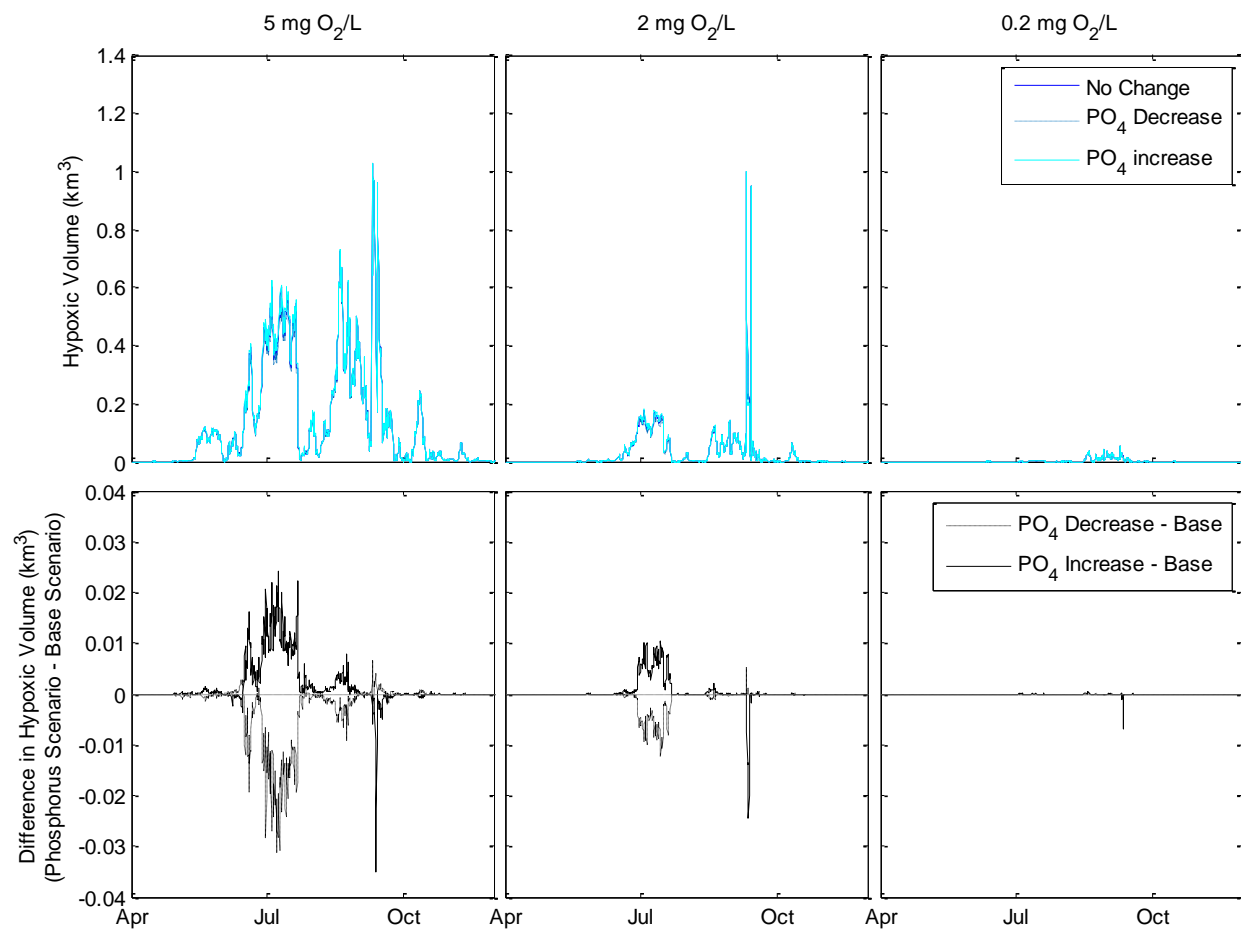 5 mg O2/L
2 mg O2/L
0.2 mg O2/L
Hypoxic Volume (km3)
1.4
1.2
1
0.8
0.6
0.4
0.2
0
No Change
PO4 Decrease
PO4 increase
Difference in Hypoxic Volume (km3)
(Phosphorus Scenario - Base Scenario)
0.04
0.03
0.02
0.01
0
-0.01
-0.02
-0.03
-0.04
PO4 Decrease - Base
PO4 Increase - Base
Apr
Jul
Oct
Apr
Jul
Oct
Apr
Jul
Oct